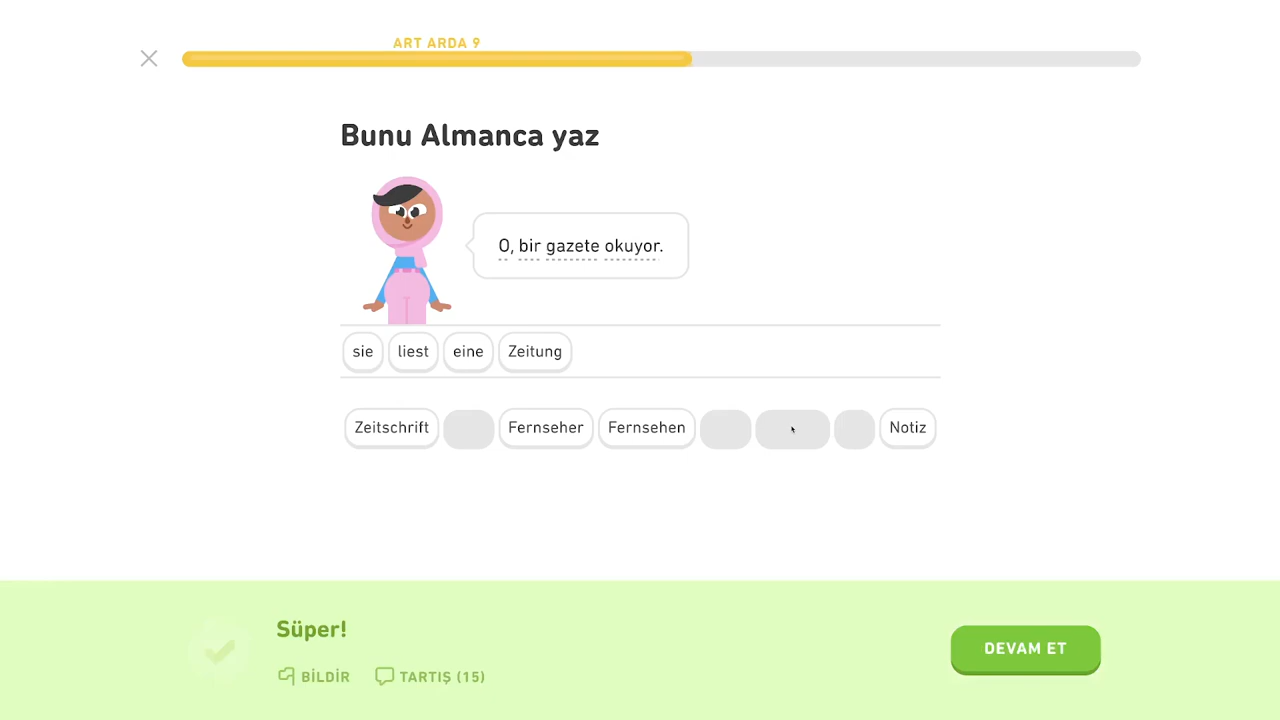 ART ARDA 9
Bunu Almanca yaz
O, bir gazete okuyor.
sie liest eine Zeitung
Zeitschrift Fernseher Fernsehen Notiz
Süper!
BİLDİR TARTIŞ (15)
DEVAM ET